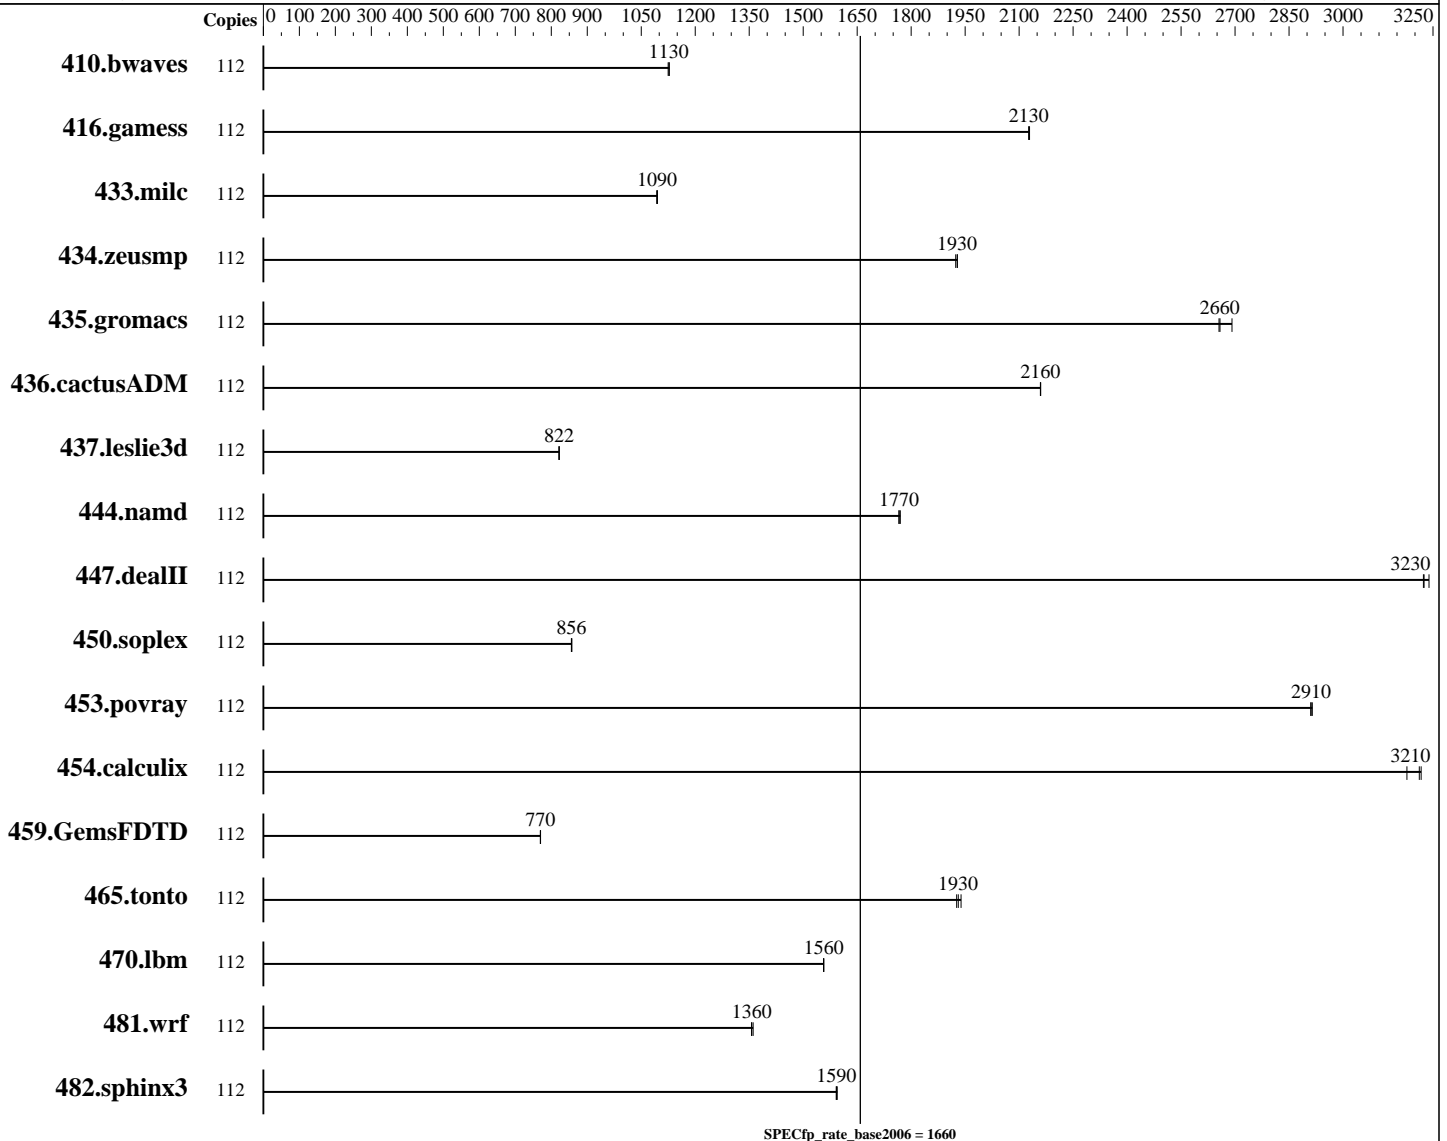 Copies 0 100 200 300 400 500 600 700 800 900 1050 1200 1350 1500 1650 1800 1950 2100 2250 2400 2550 2700 2850 3000 3250
410.bwaves 112 1130
416.gamess 112 2130
433.milc 112 1090
434.zeusmp 112 1930
435.gromacs 112 2660
436.cactusADM 112 2160
437.leslie3d 112 822
444.namd 112 1770
447.dealII 112 3230
450.soplex 112 856
453.povray 112 2910
454.calculix 112 3210
459.GemsFDTD 112 770
465.tonto 112 1930
470.lbm 112 1560
481.wrf 112 1360
482.sphinx3 112 1590
SPECfp_rate_base2006 = 1660